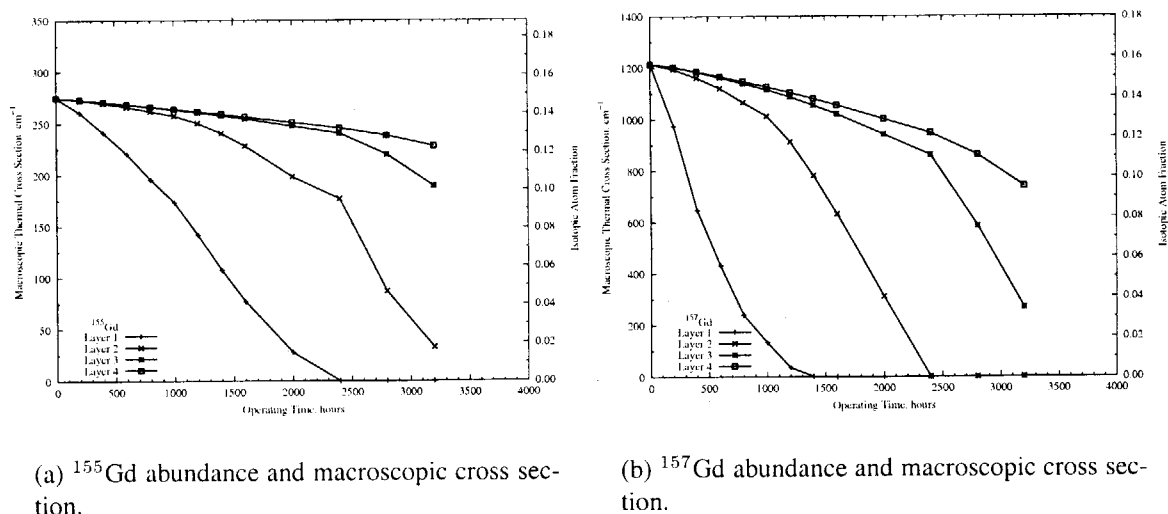 350
300
250
200
150
100
50
0
Macroscopic Thermal Cross Section, cm⁻¹
0.18
0.16
0.14
0.12
0.10
0.08
0.06
0.04
0.02
0.00
Isotopic Atom Fraction
¹⁵⁵Gd
Layer 1
Layer 2
Layer 3
Layer 4
0 500 1000 1500 2000 2500 3000 3500 4000
Operating Time, hours
(a) ¹⁵⁵Gd abundance and macroscopic cross sec-
tion.
1400
1200
1000
800
600
400
200
0
Macroscopic Thermal Cross Section, cm⁻¹
0.18
0.16
0.14
0.12
0.10
0.08
0.06
0.04
0.02
0.00
Isotopic Atom Fraction
¹⁵⁷Gd
Layer 1
Layer 2
Layer 3
Layer 4
0 500 1000 1500 2000 2500 3000 3500 4000
Operating Time, hours
(b) ¹⁵⁷Gd abundance and macroscopic cross sec-
tion.